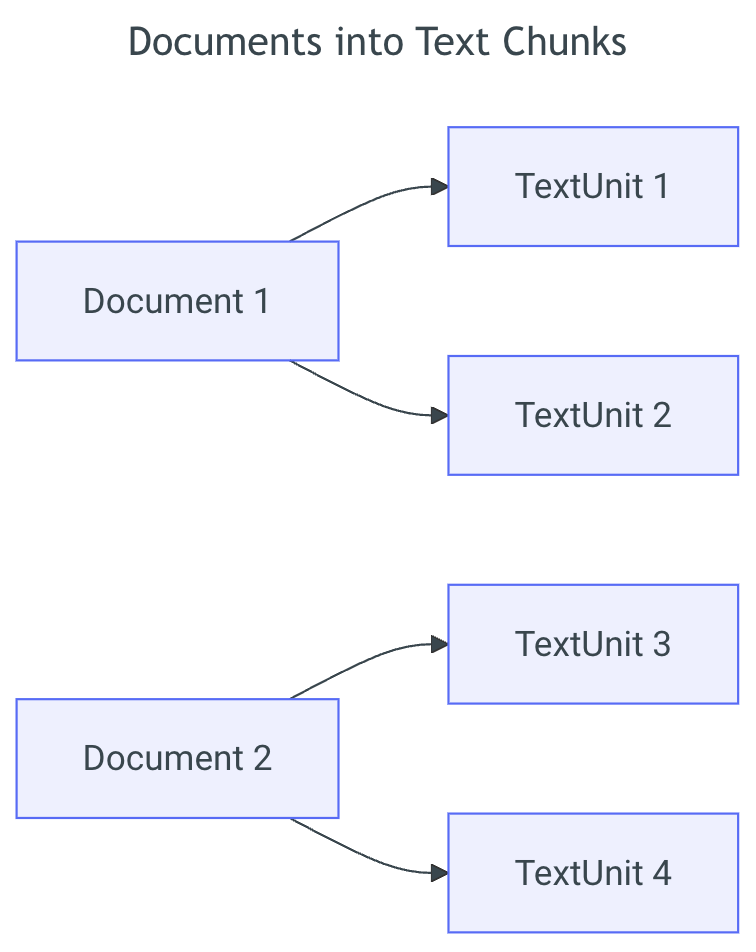 Documents into Text Chunks
TextUnit 1
Document 1
TextUnit 2
TextUnit 3
Document 2
TextUnit 4